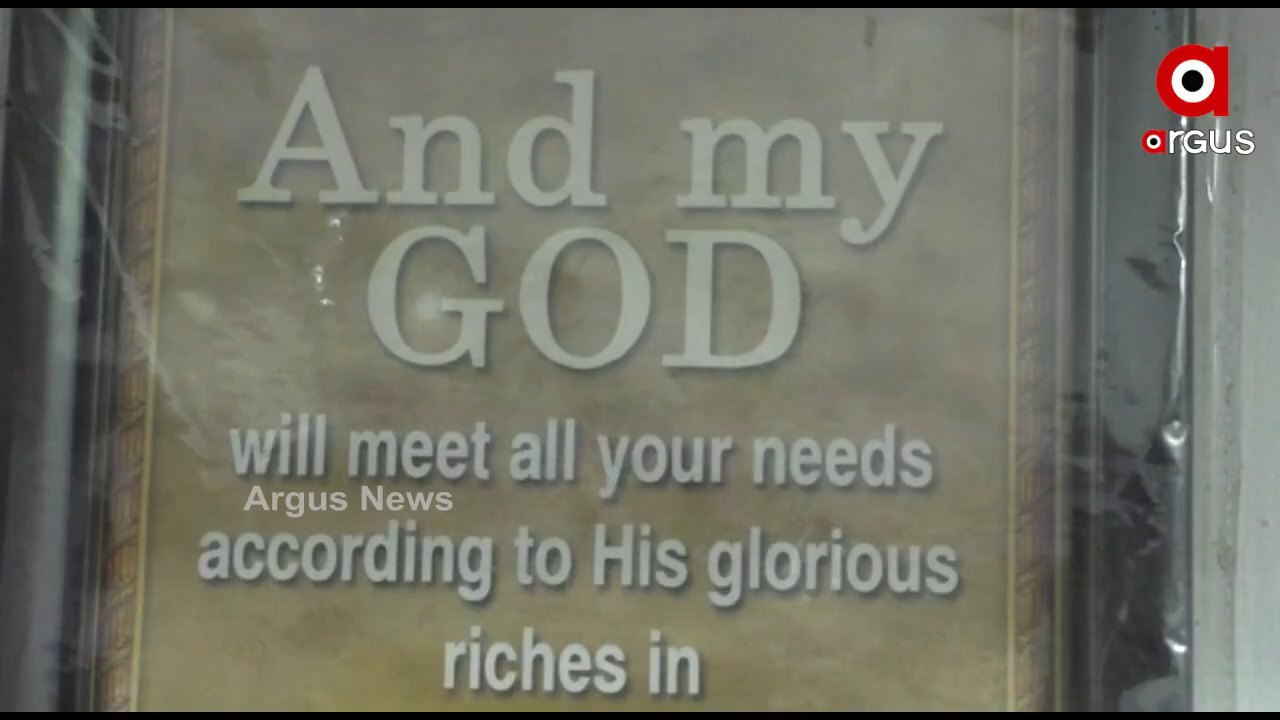 And my
GOD
will meet all your needs
Argus News
according to His glorious
riches in
argus